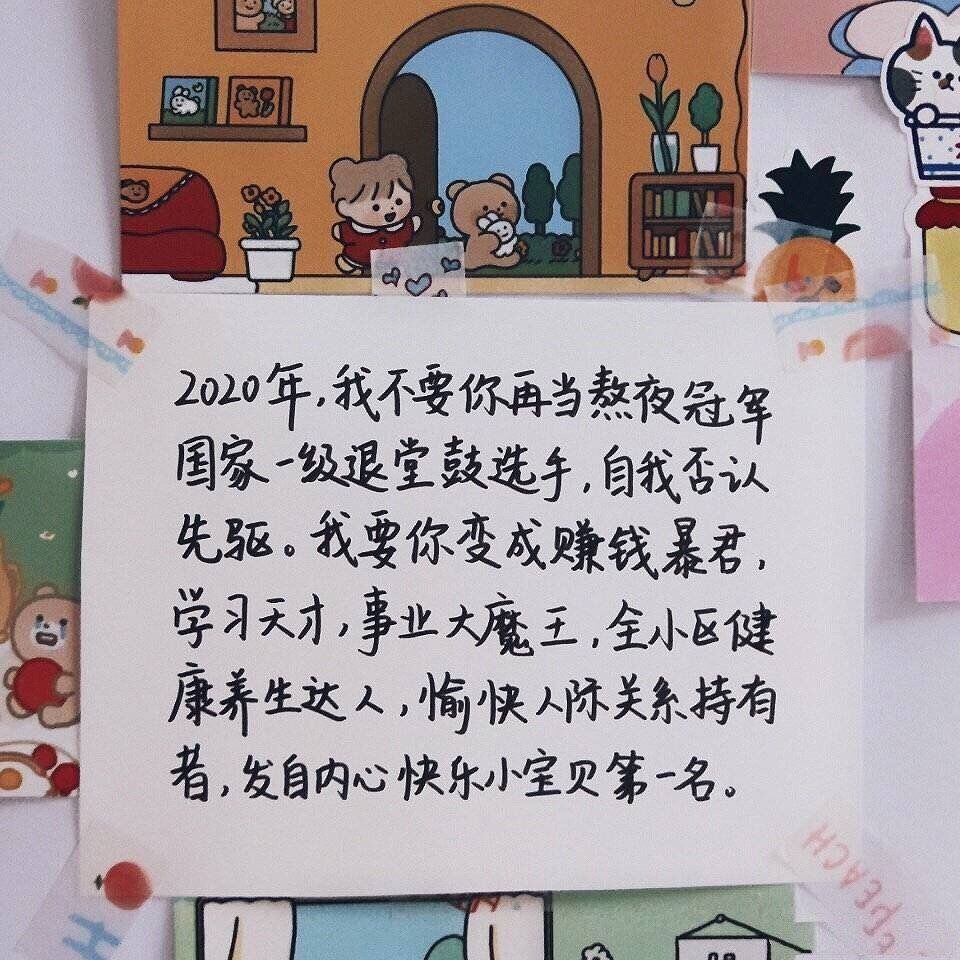 2020年,我不要你再当熬夜冠军
国家一级退堂鼓选手,自我否认
先驱。我要你变成赚钱暴君,
学习天才,事业大魔王,全小区健
康养生达人,愉快人际关系持有
者,发自内心快乐小宝贝第一名。
PEACH